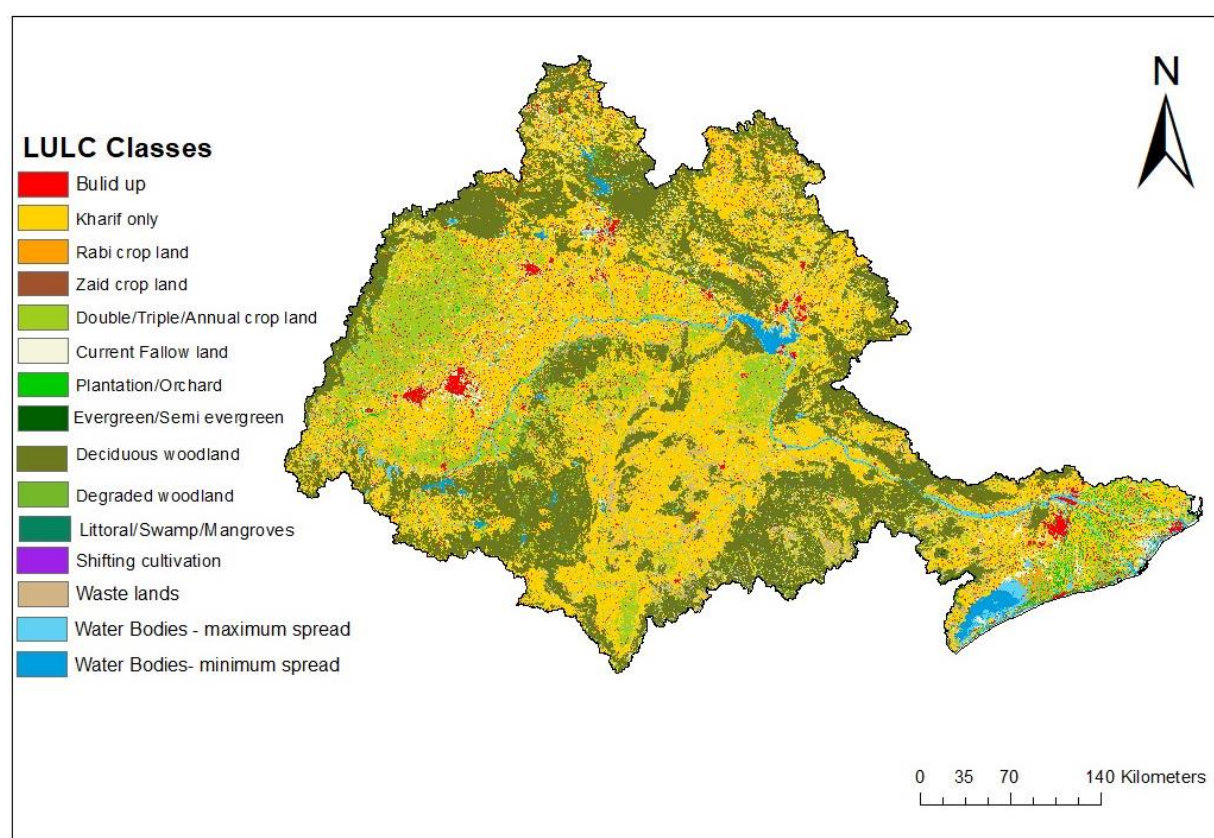 N
LULC Classes
Bulid up
Kharif only
Rabi crop land
Zaid crop land
Double/Triple/Annual crop land
Current Fallow land
Plantation/Orchard
Evergreen/Semi evergreen
Deciduous woodland
Degraded woodland
Littoral/Swamp/Mangroves
Shifting cultivation
Waste lands
Water Bodies - maximum spread
Water Bodies- minimum spread
0 35 70 140 Kilometers